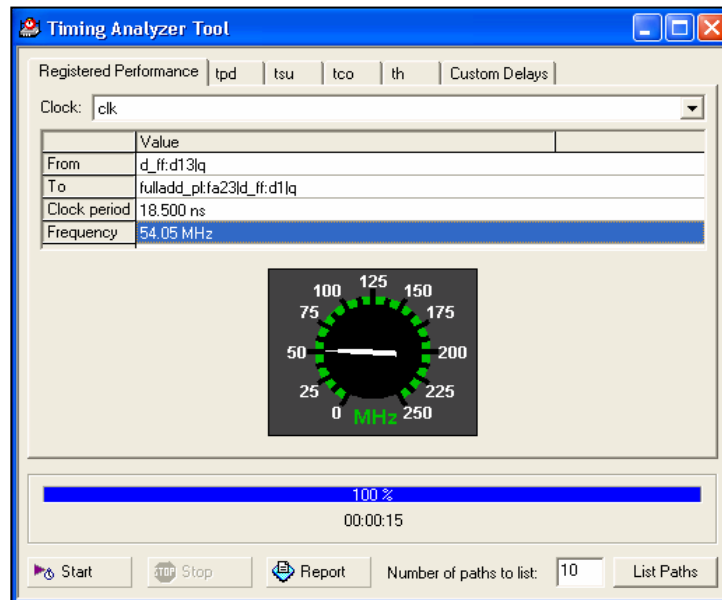 Timing Analyzer Tool
Registered Performance tpd tsu tco th Custom Delays
Clock: clk
Value
From d_ff:d13|q
To fulladd_pl:fa23|d_ff:d1|q
Clock period 18.500 ns
Frequency 54.05 MHz
125
100 150
75 175
50 200
25 225
0 MHz 250
100 %
00:00:15
Start STOP Stop Report Number of paths to list: 10 List Paths